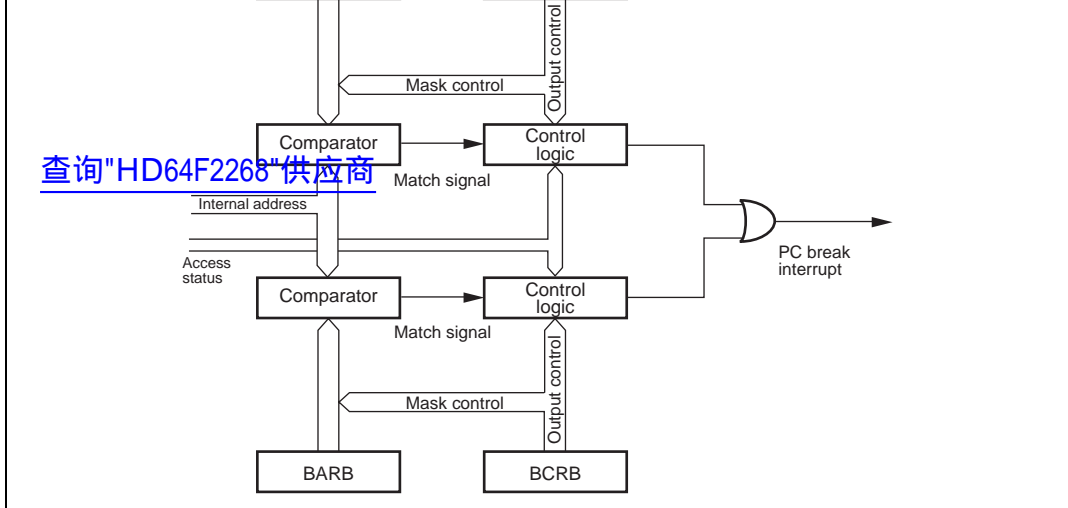 Output control
Mask control
Comparator
Control
logic
查询"HD64F2268"供应商
Match signal
Internal address
Access
status
PC break
interrupt
Comparator
Control
logic
Match signal
Output control
Mask control
BARB
BCRB